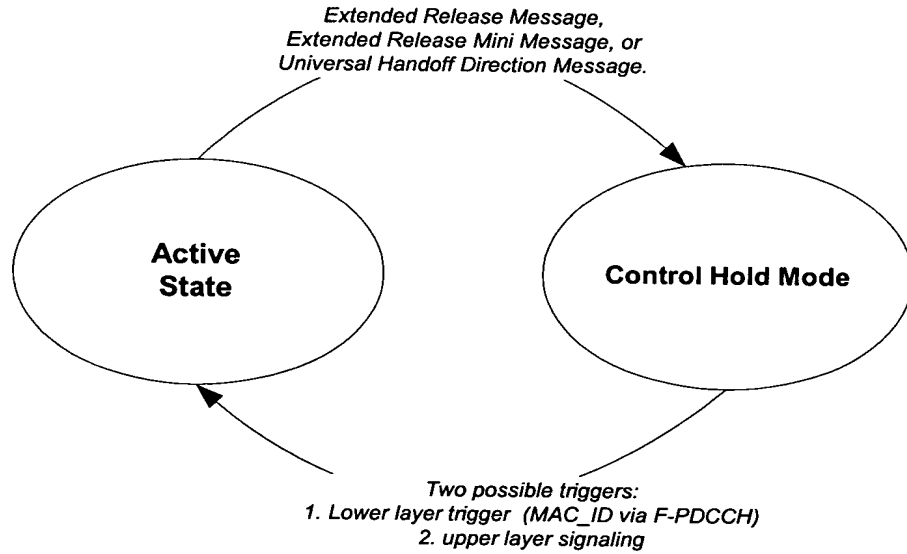 Extended Release Message,
Extended Release Mini Message, or
Universal Handoff Direction Message.
Active
State
Control Hold Mode
Two possible triggers:
1. Lower layer trigger (MAC_ID via F-PDCCH)
2. upper layer signaling